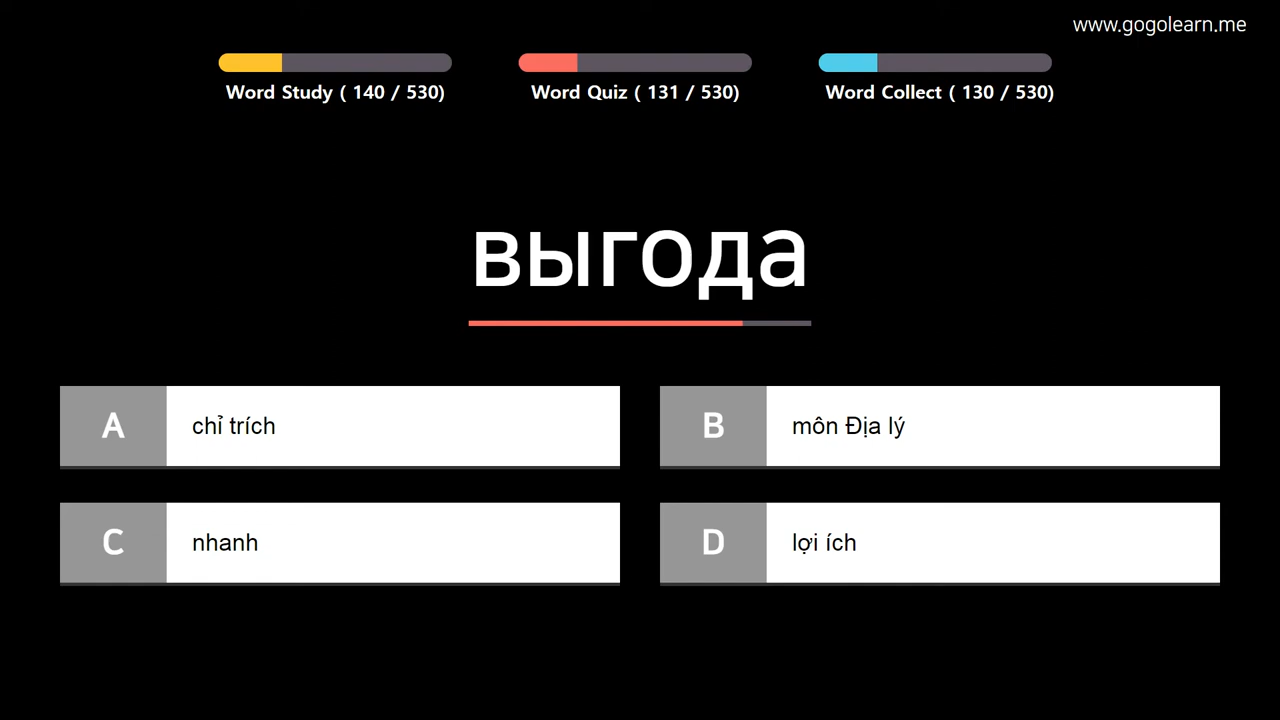 www.gogolearn.me
Word Study ( 140 / 530)
Word Quiz ( 131 / 530)
Word Collect ( 130 / 530)
выгода
A chỉ trích
B môn Địa lý
C nhanh
D lợi ích